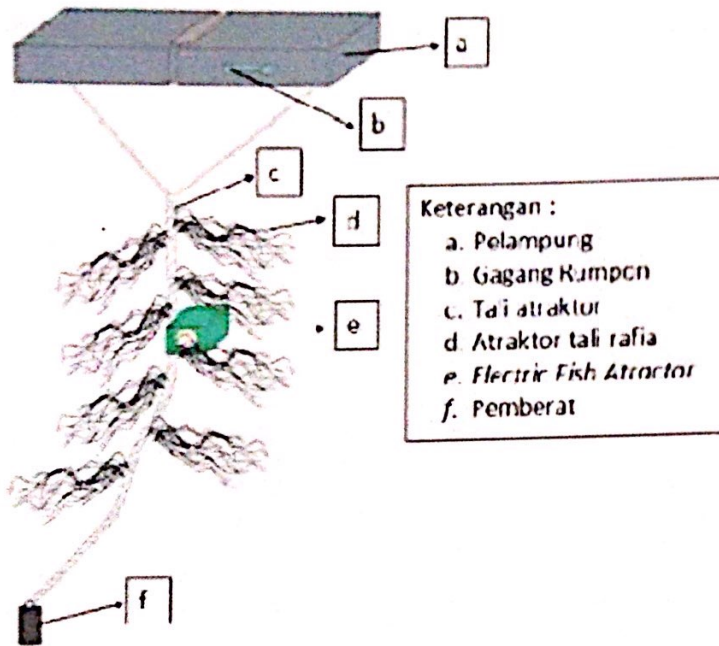 a
b
c
d
e
f
Keterangan :
a. Pelampung
b. Gagang Rumpon
c. Tali atraktor
d. Atraktor tali rafia
e. Electric Fish Atractor
f. Pemberat